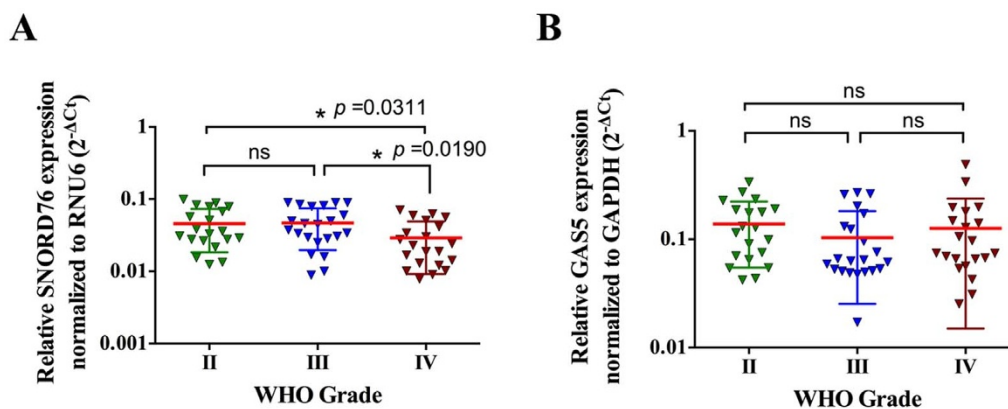 A
Relative SNORD76 expression
normalized to RNU6 (2-ΔCt)
1
0.1
0.01
0.001
* p =0.0311
ns
* p =0.0190
II III IV
WHO Grade
B
Relative GAS5 expression
normalized to GAPDH (2-ΔCt)
1
0.1
0.01
ns
ns ns
II III IV
WHO Grade